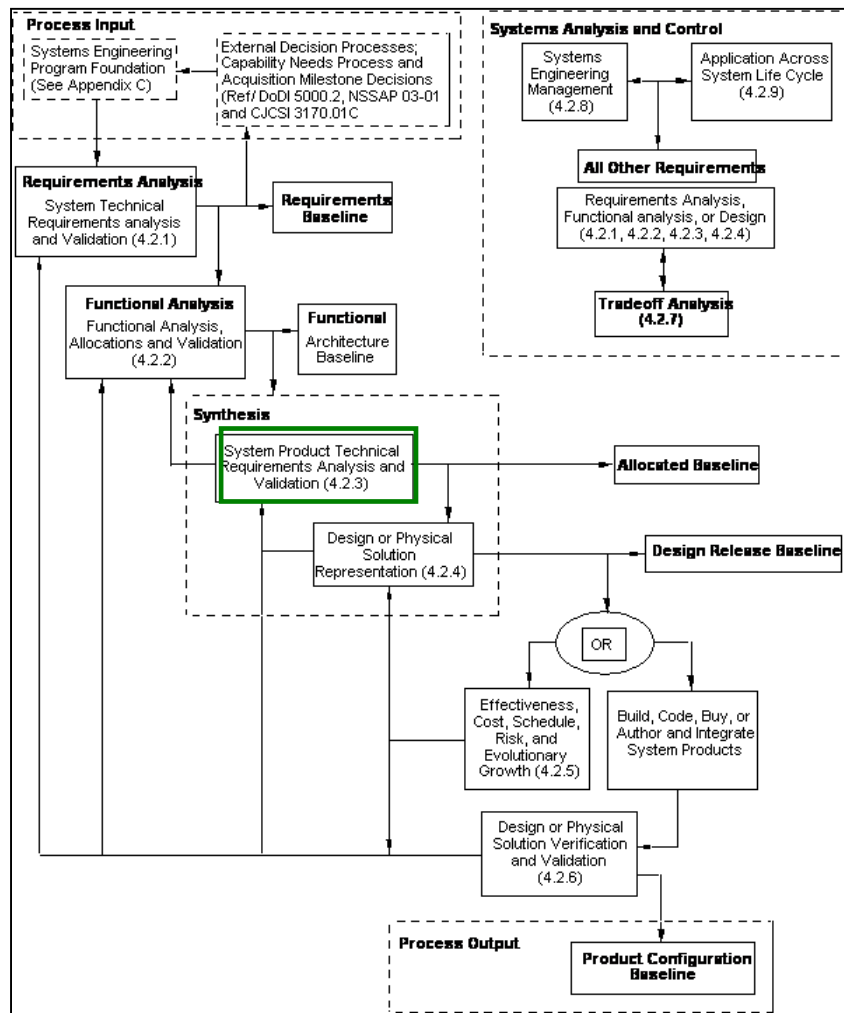 Process Input
Systems Engineering
Program Foundation
(See Appendix C)
External Decision Processes;
Capability Needs Process and
Acquisition Milestone Decisions
(Ref/ DoDI 5000.2, NSSAP 03-01
and CJCSI 3170.01C
Systems Analysis and Control
Systems
Engineering
Management
(4.2.8)
Application Across
System Life Cycle
(4.2.9)
All Other Requirements
Requirements Analysis,
Functional analysis, or Design
(4.2.1, 4.2.2, 4.2.3, 4.2.4)
Tradeoff Analysis
(4.2.7)
Requirements Analysis
System Technical
Requirements analysis
and Validation (4.2.1)
Requirements
Baseline
Functional Analysis
Functional Analysis,
Allocations and Validation
(4.2.2)
Functional
Architecture
Baseline
Synthesis
System Product Technical
Requirements Analysis and
Validation (4.2.3)
Allocated Baseline
Design or Physical
Solution
Representation (4.2.4)
Design Release Baseline
OR
Effectiveness,
Cost, Schedule,
Risk, and
Evolutionary
Growth (4.2.5)
Build, Code, Buy, or
Author and Integrate
System Products
Design or Physical
Solution Verification
and Validation
(4.2.6)
Process Output
Product Configuration
Baseline